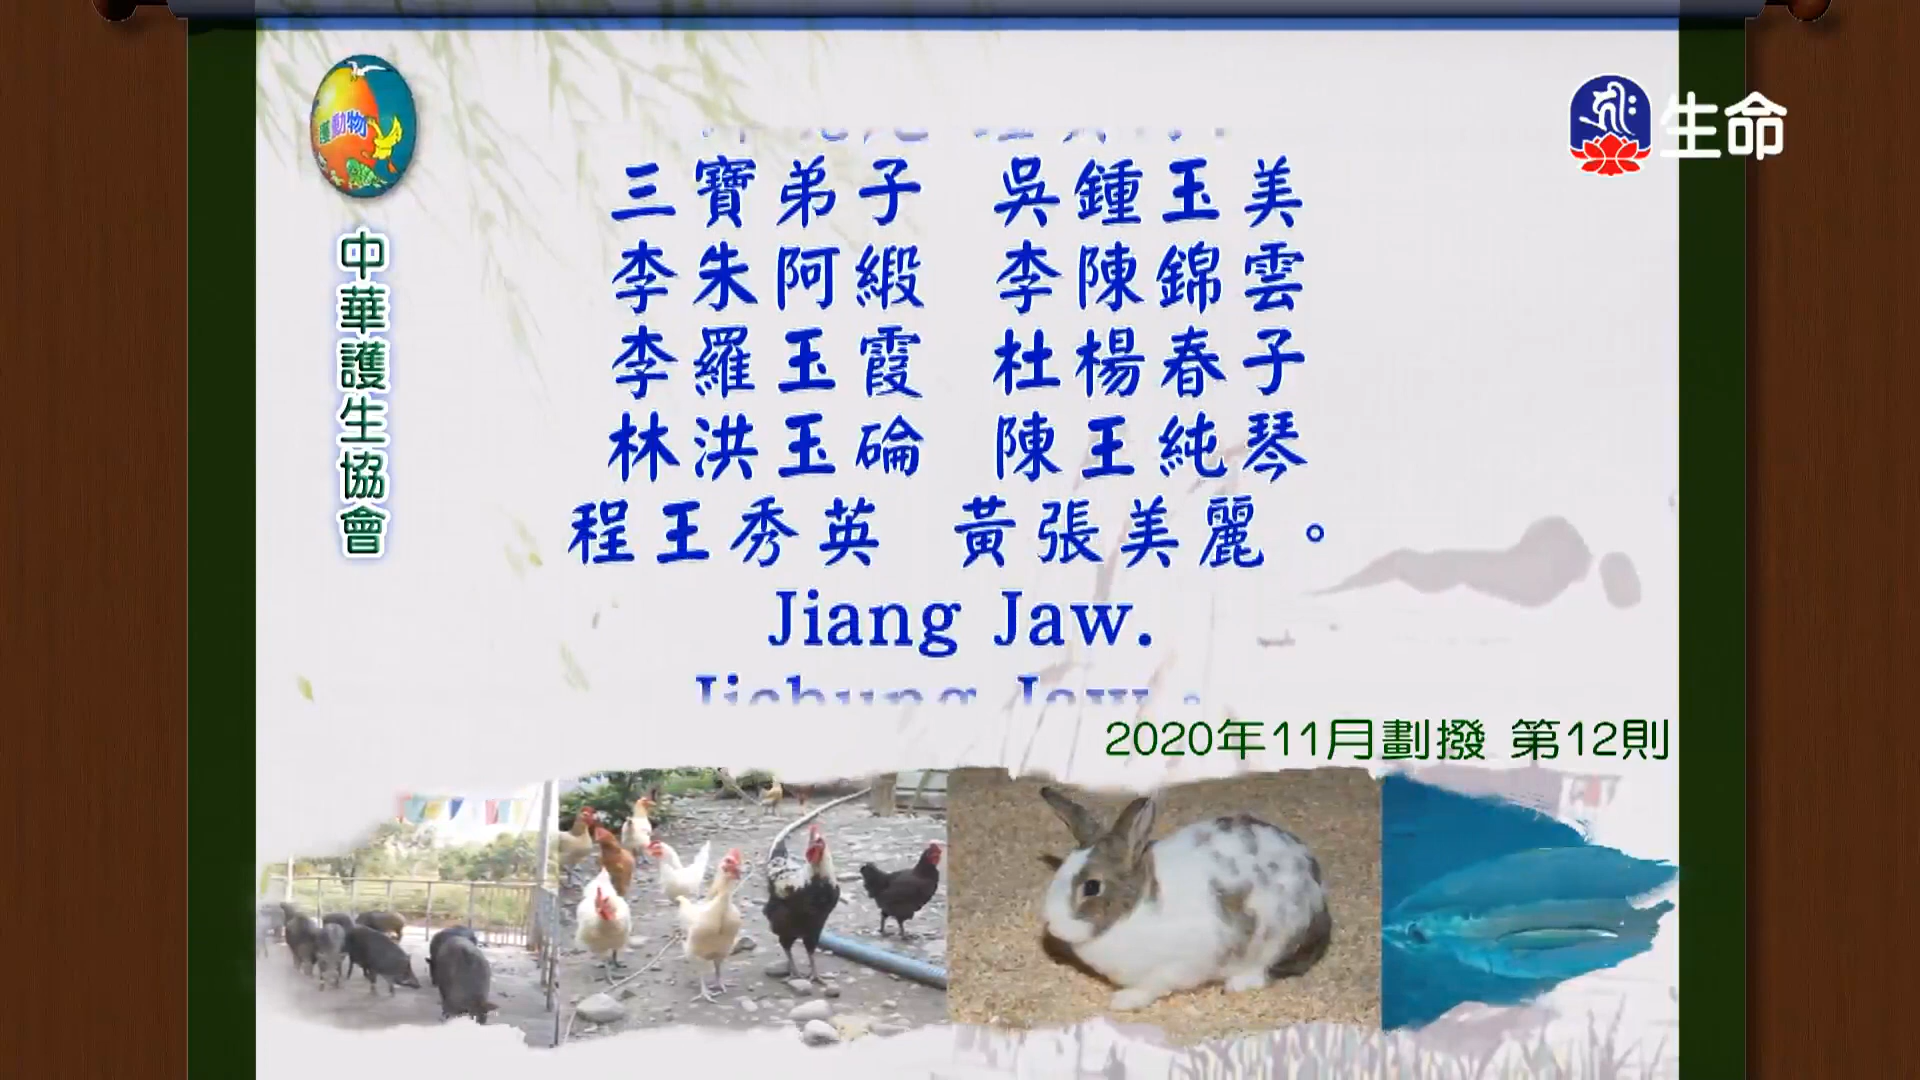 護動物
生命
中華護生協會
三寶弟子 吳鍾玉美
李朱阿緞 李陳錦雲
李羅玉霞 杜楊春子
林洪玉碖 陳王純琴
程王秀英 黃張美麗。
Jiang Jaw.
2020年11月劃撥 第12則